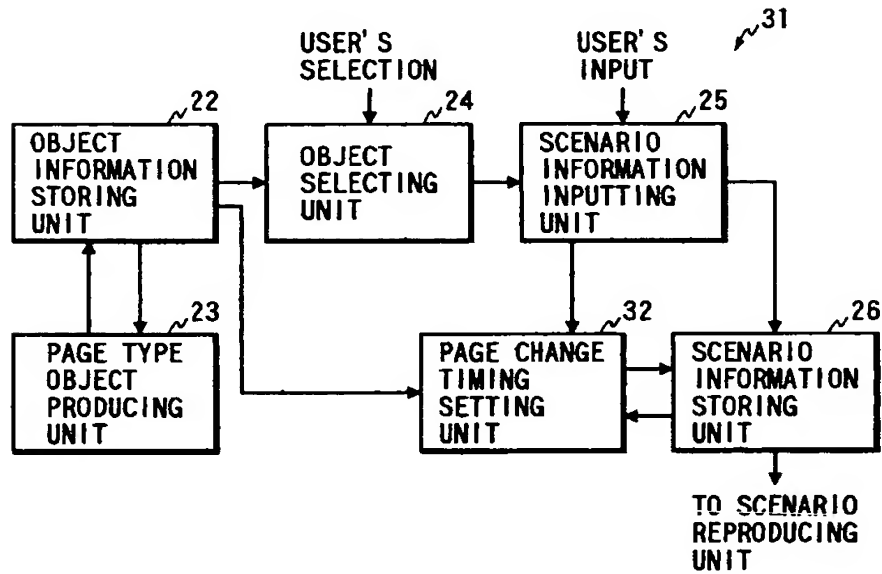 31
USER'S
SELECTION
USER'S
INPUT
22
OBJECT
INFORMATION
STORING
UNIT
24
OBJECT
SELECTING
UNIT
25
SCENARIO
INFORMATION
INPUTTING
UNIT
23
PAGE TYPE
OBJECT
PRODUCING
UNIT
32
PAGE CHANGE
TIMING
SETTING
UNIT
26
SCENARIO
INFORMATION
STORING
UNIT
TO SCENARIO
REPRODUCING
UNIT